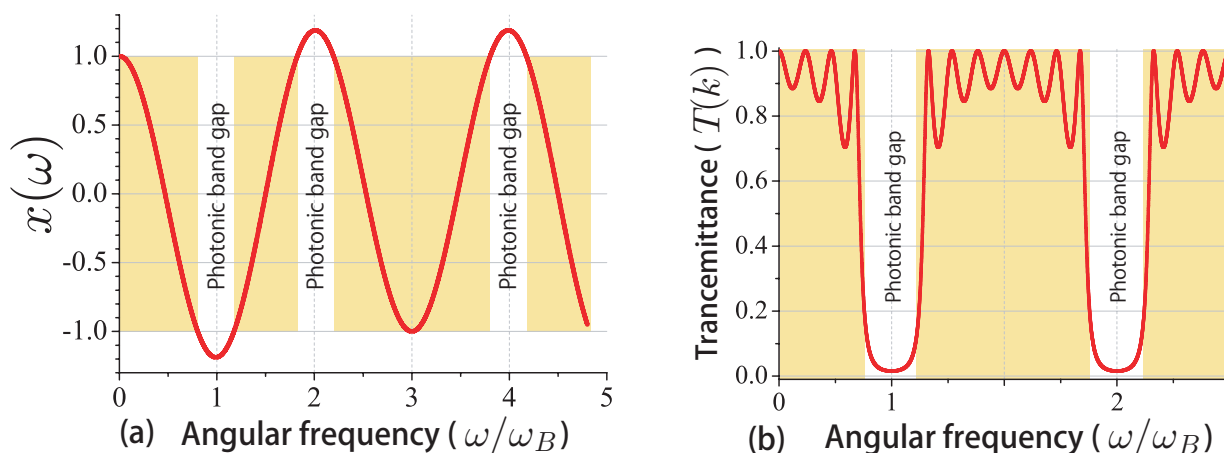 x(ω)
1.0
0.5
0.0
-0.5
-1.0
Photonic band gap
Photonic band gap
Photonic band gap
0 1 2 3 4 5
(a) Angular frequency ( ω/ω_B )
Trancemittance ( T(k) )
1.0
0.8
0.6
0.4
0.2
0.0
Photonic band gap
Photonic band gap
0 1 2
(b) Angular frequency ( ω/ω_B )